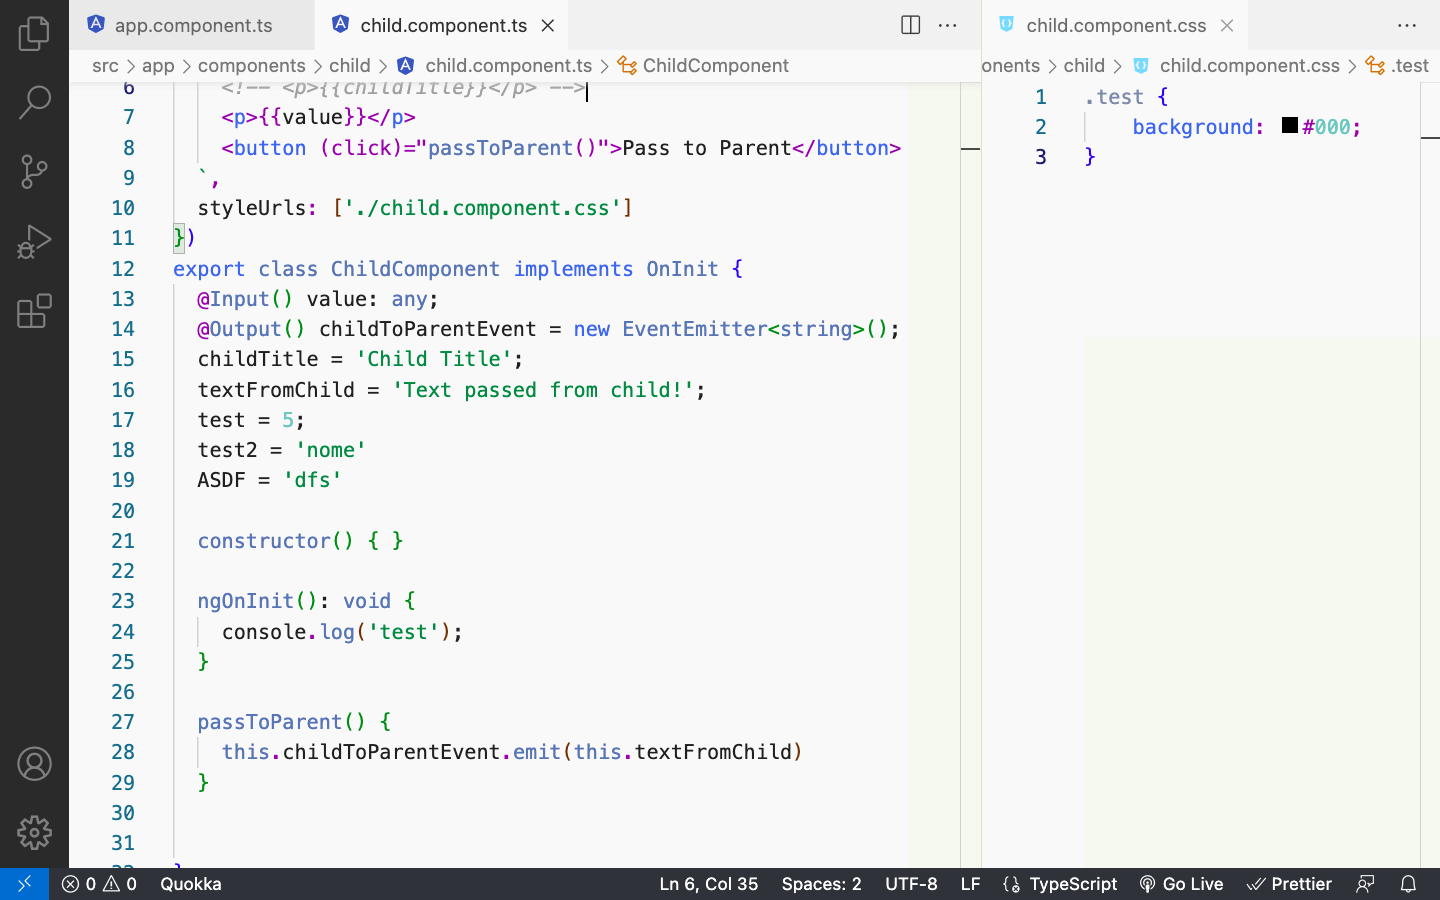 app.component.ts
child.component.ts
child.component.css
src > app > components > child > child.component.ts > ChildComponent
onents > child > child.component.css > .test
6 <!-- <p>{{childTitle}}</p> -->
7 <p>{{value}}</p>
8 <button (click)="passToParent()">Pass to Parent</button>
9 `,
10 styleUrls: ['./child.component.css']
11 })
12 export class ChildComponent implements OnInit {
13 @Input() value: any;
14 @Output() childToParentEvent = new EventEmitter<string>();
15 childTitle = 'Child Title';
16 textFromChild = 'Text passed from child!';
17 test = 5;
18 test2 = 'nome'
19 ASDF = 'dfs'
20
21 constructor() { }
22
23 ngOnInit(): void {
24 console.log('test');
25 }
26
27 passToParent() {
28 this.childToParentEvent.emit(this.textFromChild)
29 }
30
31
1 .test {
2 background: #000;
3 }
0 0 Quokka Ln 6, Col 35 Spaces: 2 UTF-8 LF TypeScript Go Live Prettier